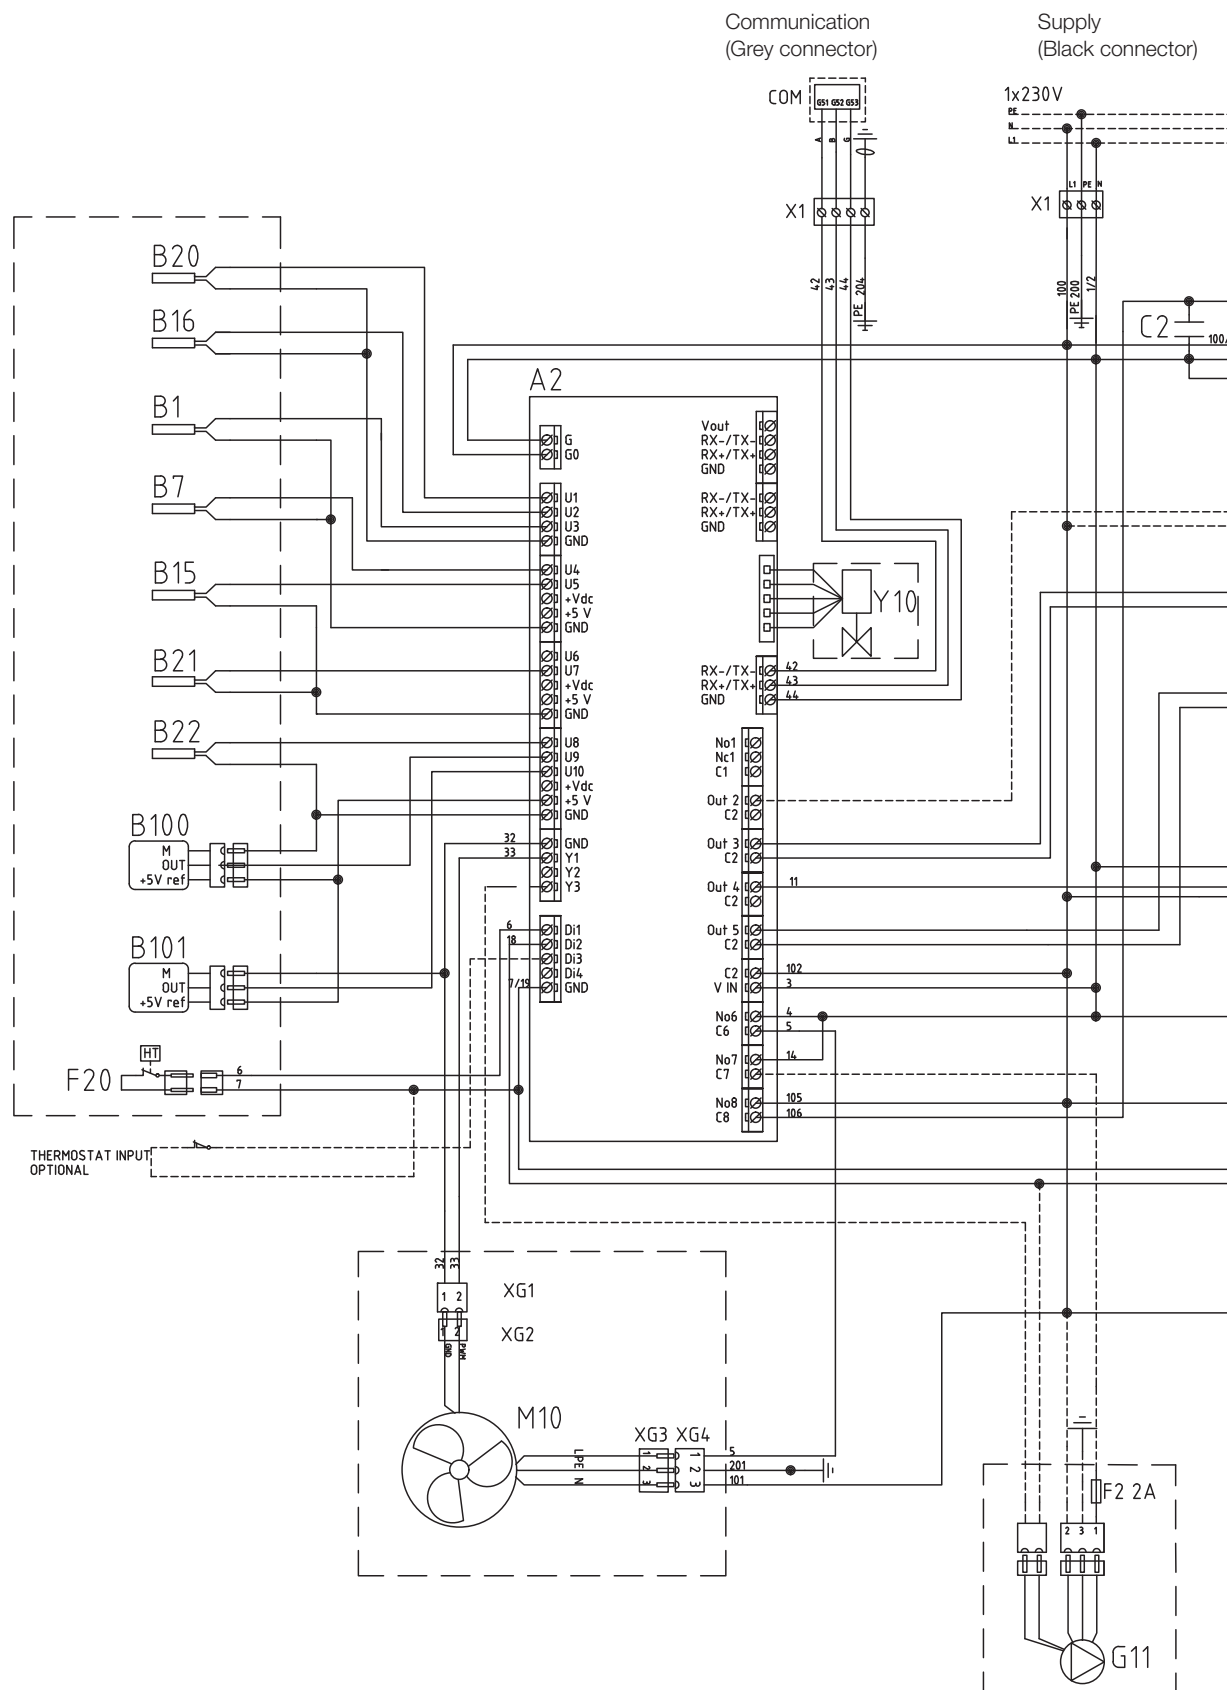 Communication
(Grey connector)
Supply
(Black connector)
COM
G51 G52 G53
A B G
X1
42 43 44 PE 204
1x230V
PE
N
L1
L1 PE N
X1
100 PE 200 1/2
C2
100/
B20
B16
B1
B7
B15
B21
B22
B100
M
OUT
+5V ref
B101
M
OUT
+5V ref
HT
F20
6
7
THERMOSTAT INPUT
OPTIONAL
A2
G
G0
U1
U2
U3
GND
U4
U5
+Vdc
+5 V
GND
U6
U7
+Vdc
+5 V
GND
U8
U9
U10
+Vdc
+5 V
GND
32 GND
33 Y1
Y2
Y3
6 Di1
18 Di2
Di3
Di4
7/19 GND
Vout
RX-/TX-
RX+/TX+
GND
RX-/TX-
RX+/TX+
GND
Y10
RX-/TX- 42
RX+/TX+ 43
GND 44
No1
Nc1
C1
Out 2
C2
Out 3
C2
Out 4 11
C2
Out 5
C2
C2 102
V IN 3
No6 4
C6 5
No7 14
C7
No8 105
C8 106
32 33
1 2 XG1
1 2 XG2
GND PWM
M10
L PE N
XG3 XG4
1 1 5
2 2 201
3 3 101
F2 2A
2 3 1
G11